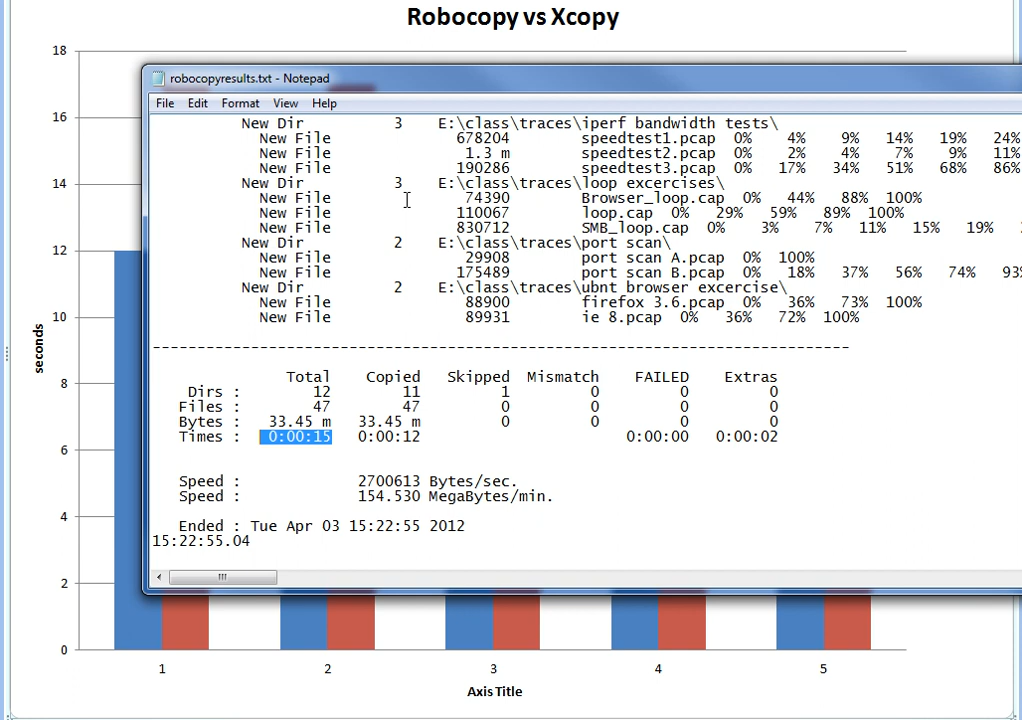 Robocopy vs Xcopy
18
16
14
12
10
8
6
4
2
0
seconds
robocopyresults.txt - Notepad
File Edit Format View Help
New Dir 3 E:\class\traces\iperf bandwidth tests\
New File 678204 speedtest1.pcap 0% 4% 9% 14% 19% 24%
New File 1.3 m speedtest2.pcap 0% 2% 4% 7% 9% 11%
New File 190286 speedtest3.pcap 0% 17% 34% 51% 68% 86%
New Dir 3 E:\class\traces\loop excercises\
New File 74390 Browser_loop.cap 0% 44% 88% 100%
New File 110067 loop.cap 0% 29% 59% 89% 100%
New File 830712 SMB_loop.cap 0% 3% 7% 11% 15% 19%
New Dir 2 E:\class\traces\port scan\
New File 29908 port scan A.pcap 0% 100%
New File 175489 port scan B.pcap 0% 18% 37% 56% 74% 93%
New Dir 2 E:\class\traces\ubnt browser excercise\
New File 88900 firefox 3.6.pcap 0% 36% 73% 100%
New File 89931 ie 8.pcap 0% 36% 72% 100%
------------------------------------------------------------------------------
Total Copied Skipped Mismatch FAILED Extras
Dirs : 12 11 1 0 0 0
Files : 47 47 0 0 0 0
Bytes : 33.45 m 33.45 m 0 0 0 0
Times : 0:00:15 0:00:12 0:00:00 0:00:02
Speed : 2700613 Bytes/sec.
Speed : 154.530 MegaBytes/min.
Ended : Tue Apr 03 15:22:55 2012
15:22:55.04
1 2 3 4 5
Axis Title